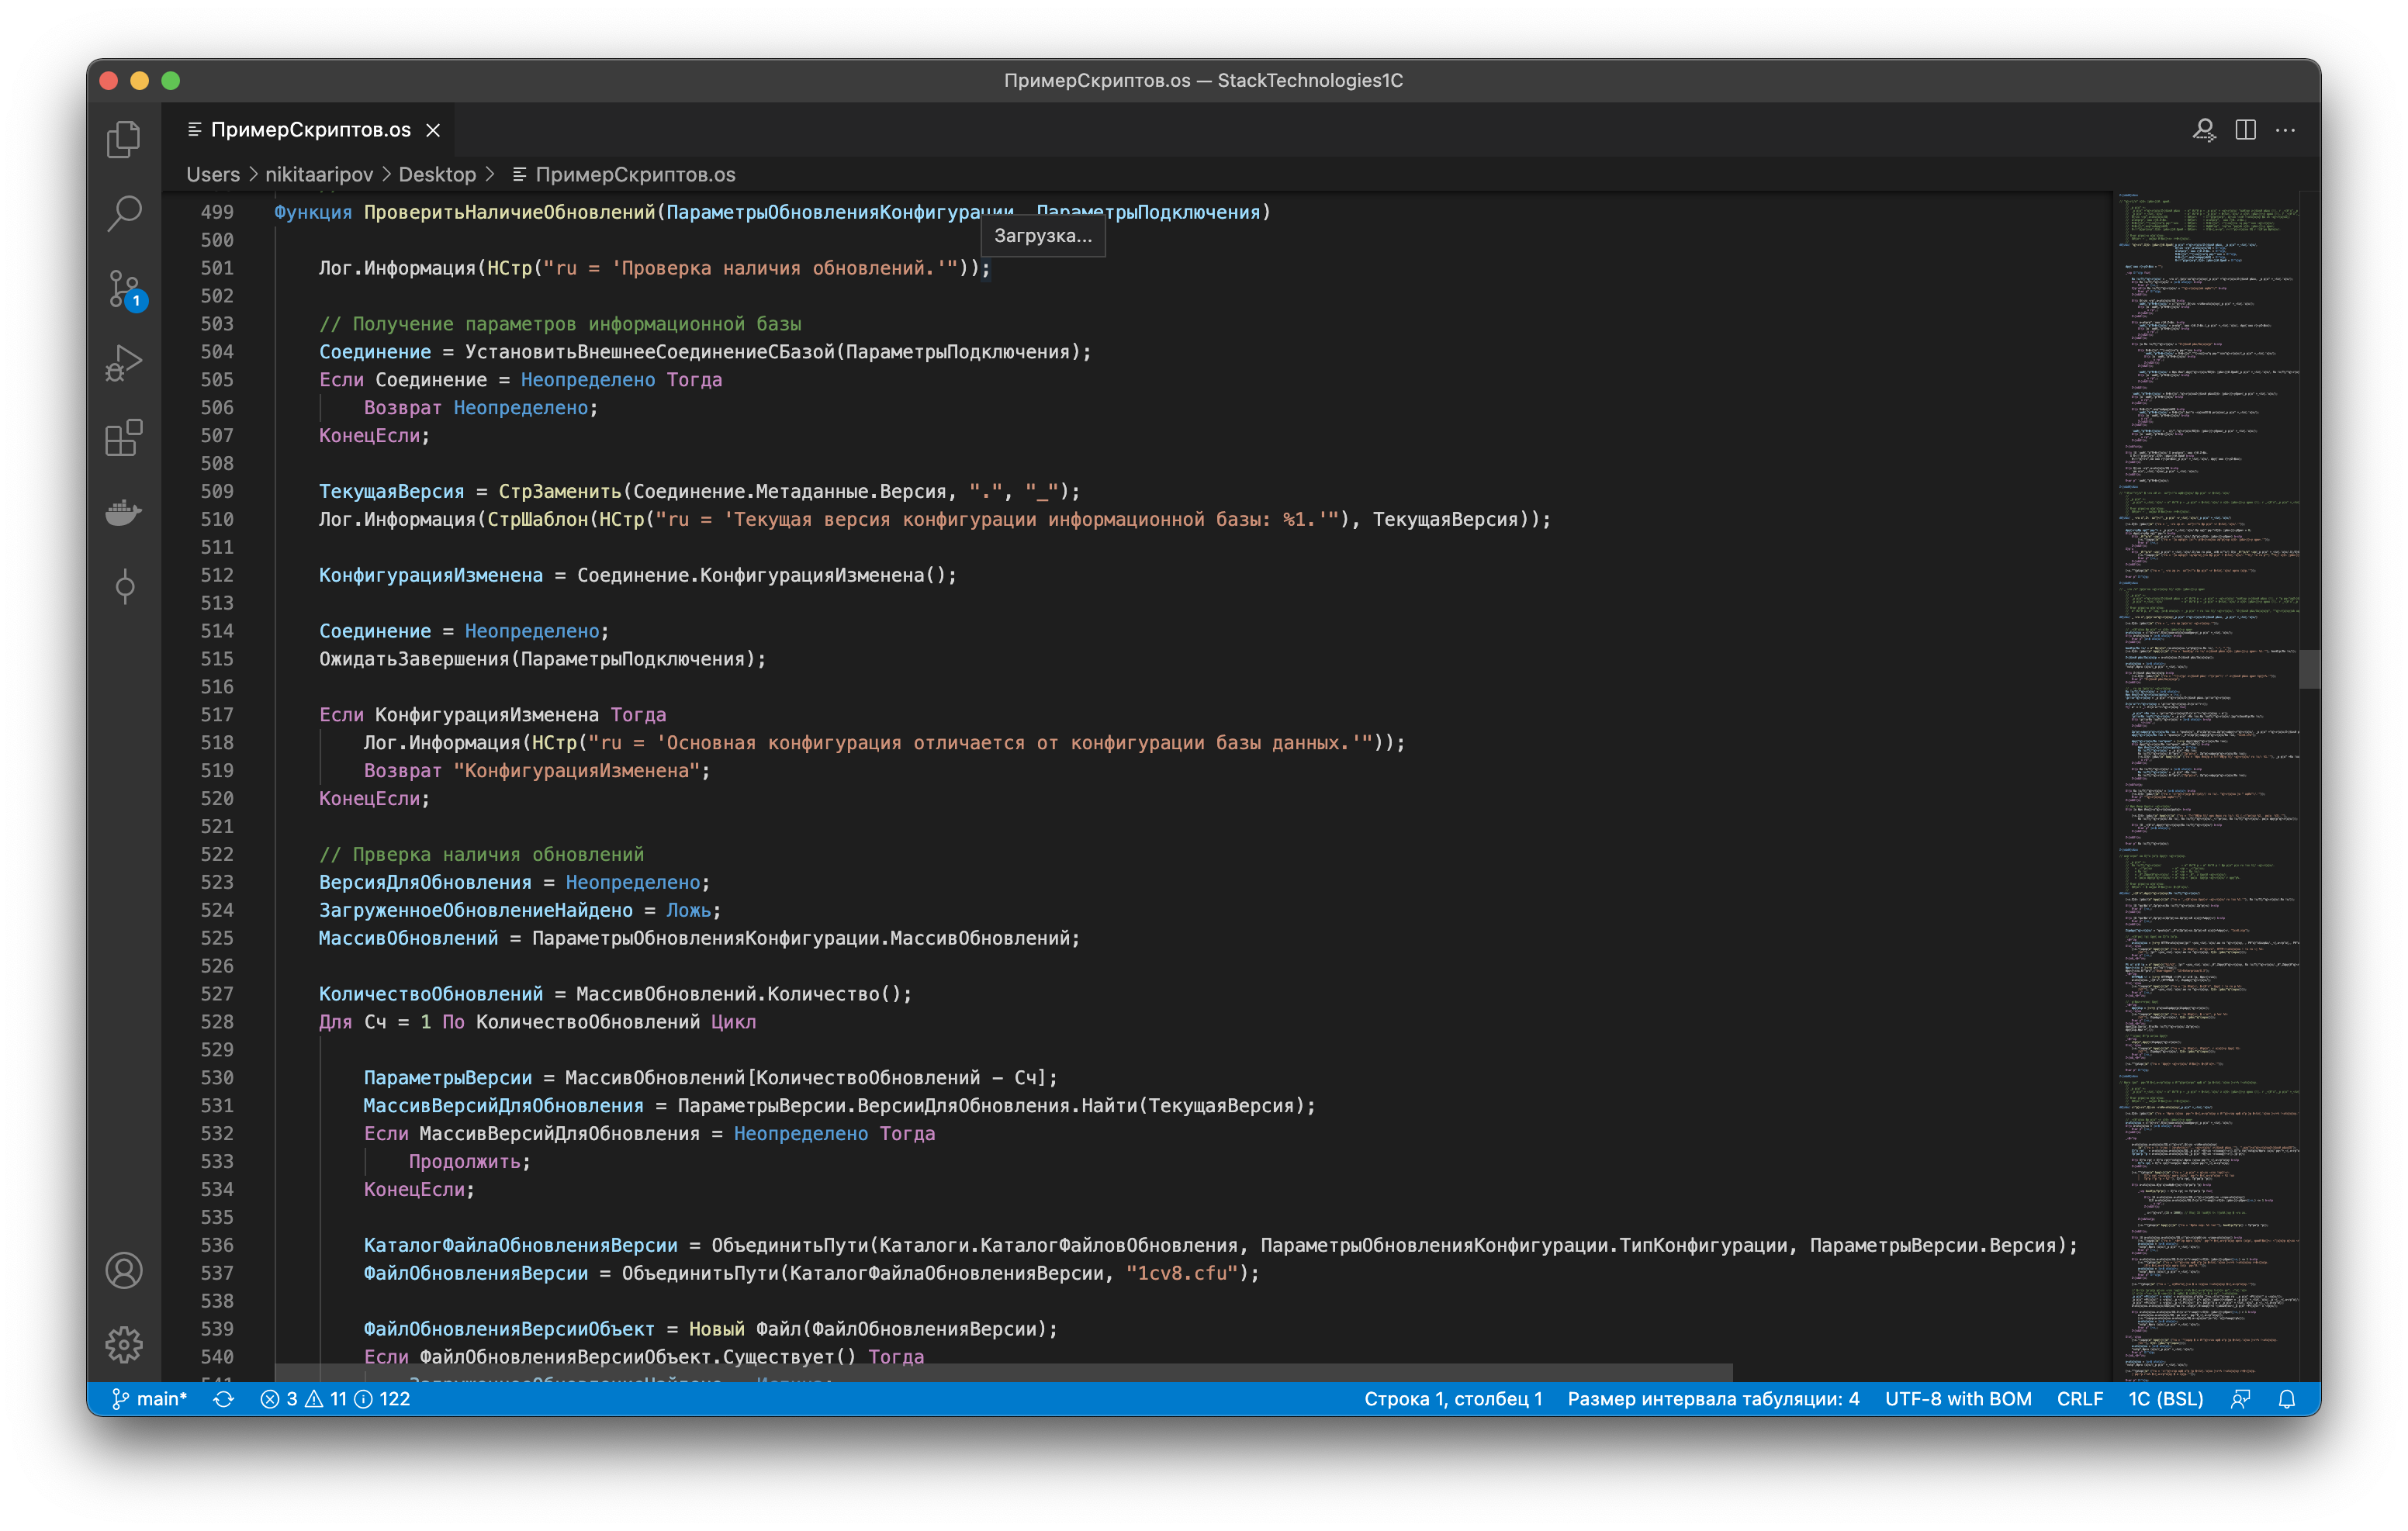 ПримерСкриптов.os — StackTechnologies1C
ПримерСкриптов.os
Users > nikitaaripov > Desktop > ПримерСкриптов.os
499 Функция ПроверитьНаличиеОбновлений(ПараметрыОбновленияКонфигурации, ПараметрыПодключения)
Загрузка...
500
501 Лог.Информация(НСтр("ru = 'Проверка наличия обновлений.'"));
502
503 // Получение параметров информационной базы
504 Соединение = УстановитьВнешнееСоединениеСБазой(ПараметрыПодключения);
505 Если Соединение = Неопределено Тогда
506 Возврат Неопределено;
507 КонецЕсли;
508
509 ТекущаяВерсия = СтрЗаменить(Соединение.Метаданные.Версия, ".", "_");
510 Лог.Информация(СтрШаблон(НСтр("ru = 'Текущая версия конфигурации информационной базы: %1.'"), ТекущаяВерсия));
511
512 КонфигурацияИзменена = Соединение.КонфигурацияИзменена();
513
514 Соединение = Неопределено;
515 ОжидатьЗавершения(ПараметрыПодключения);
516
517 Если КонфигурацияИзменена Тогда
518 Лог.Информация(НСтр("ru = 'Основная конфигурация отличается от конфигурации базы данных.'"));
519 Возврат "КонфигурацияИзменена";
520 КонецЕсли;
521
522 // Прверка наличия обновлений
523 ВерсияДляОбновления = Неопределено;
524 ЗагруженноеОбновлениеНайдено = Ложь;
525 МассивОбновлений = ПараметрыОбновленияКонфигурации.МассивОбновлений;
526
527 КоличествоОбновлений = МассивОбновлений.Количество();
528 Для Сч = 1 По КоличествоОбновлений Цикл
529
530 ПараметрыВерсии = МассивОбновлений[КоличествоОбновлений - Сч];
531 МассивВерсийДляОбновления = ПараметрыВерсии.ВерсииДляОбновления.Найти(ТекущаяВерсия);
532 Если МассивВерсийДляОбновления = Неопределено Тогда
533 Продолжить;
534 КонецЕсли;
535
536 КаталогФайлаОбновленияВерсии = ОбъединитьПути(Каталоги.КаталогФайловОбновления, ПараметрыОбновленияКонфигурации.ТипКонфигурации, ПараметрыВерсии.Версия);
537 ФайлОбновленияВерсии = ОбъединитьПути(КаталогФайлаОбновленияВерсии, "1cv8.cfu");
538
539 ФайлОбновленияВерсииОбъект = Новый Файл(ФайлОбновленияВерсии);
540 Если ФайлОбновленияВерсииОбъект.Существует() Тогда
1
main* 3 11 122 Строка 1, столбец 1 Размер интервала табуляции: 4 UTF-8 with BOM CRLF 1C (BSL)